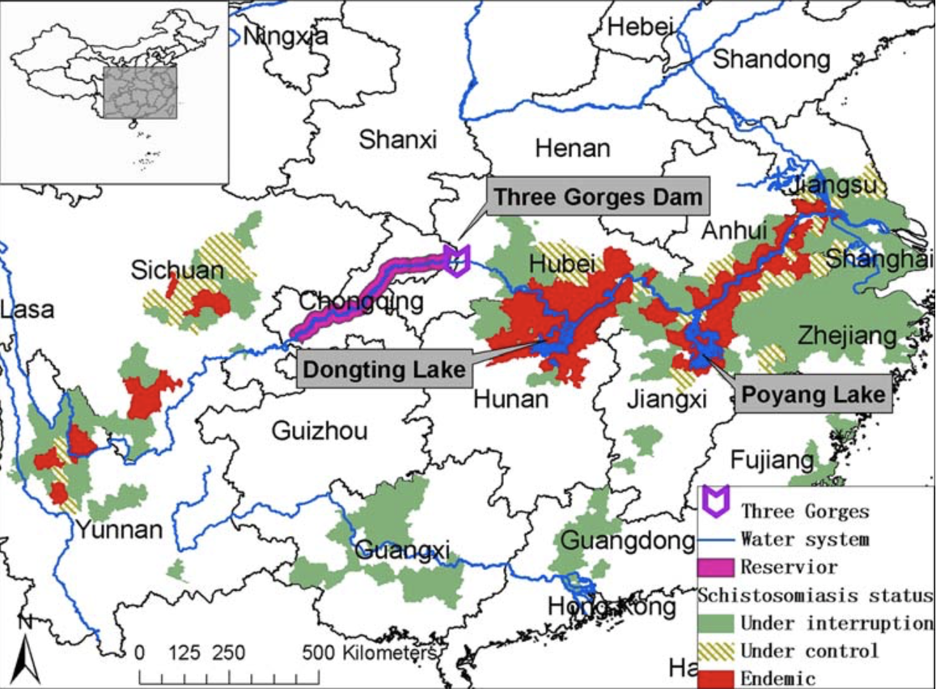 Ningxia
Hebei
Shandong
Shanxi
Henan
Three Gorges Dam
Jiangsu
Anhui
Sichuan
Hubei
Shanghai
Lasa
Chongqing
Zhejiang
Dongting Lake
Poyang Lake
Hunan
Jiangxi
Guizhou
Fujiang
Three Gorges
Yunnan
Water system
Guangxi
Guangdong
Reservior
Schistosomiasis status
Hong Kong
Under interruption
N
0 125 250 500 Kilometers
Under control
Ha
Endemic